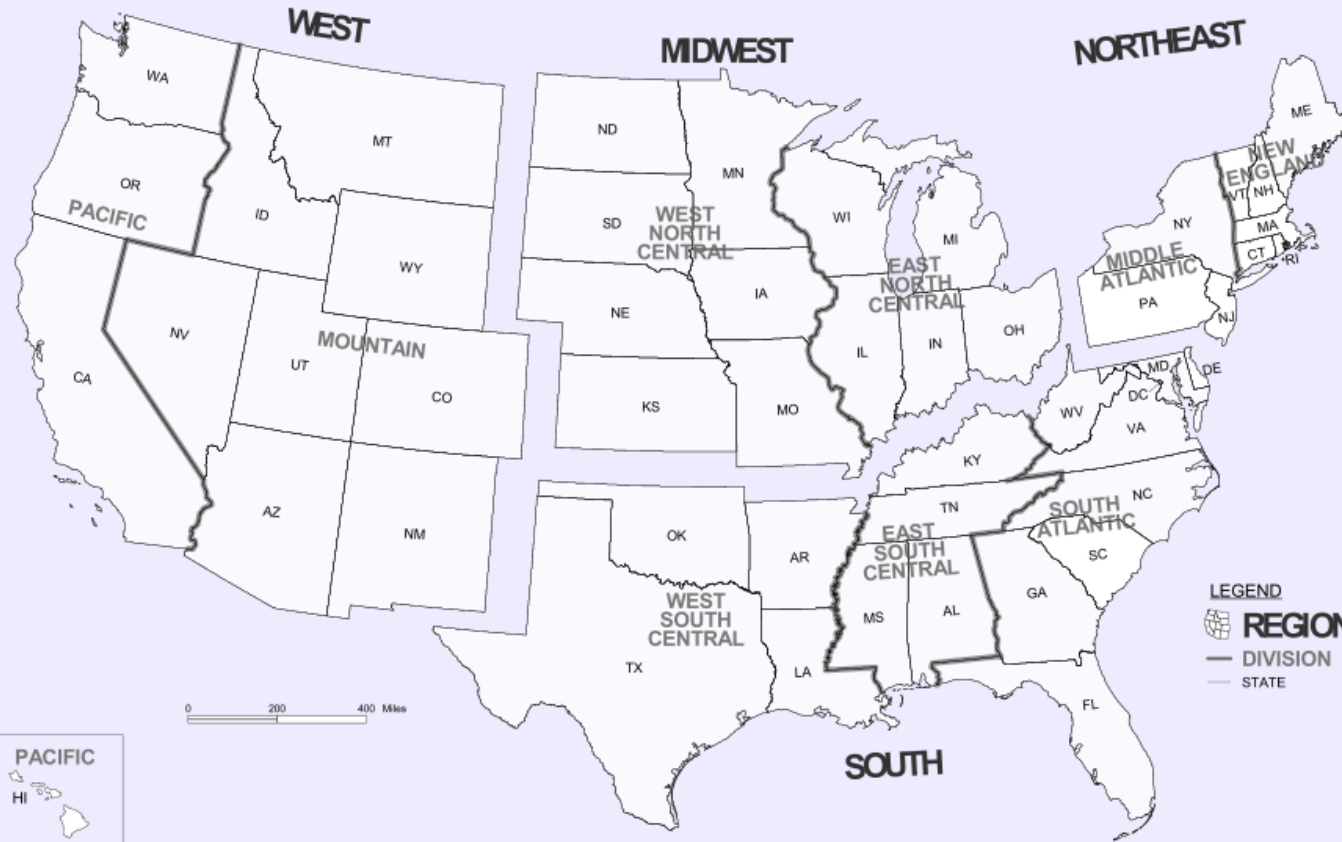 WEST
MIDWEST
NORTHEAST
WA
MT
ND
MN
ME
OR
PACIFIC
ID
WY
SD
WEST
NORTH
CENTRAL
WI
MI
NY
NEW
ENGLAND
VT
NH
MA
CT
RI
MIDDLE
ATLANTIC
PA
NJ
NV
MOUNTAIN
UT
CO
CA
NE
IA
KS
MO
EAST
NORTH
CENTRAL
IL
IN
OH
MD
DE
DC
WV
VA
AZ
NM
OK
AR
KY
TN
NC
SOUTH
ATLANTIC
SC
EAST
SOUTH
CENTRAL
MS
AL
GA
WEST
SOUTH
CENTRAL
TX
LA
FL
LEGEND
REGION
DIVISION
STATE
0 200 400 Miles
SOUTH
PACIFIC
HI